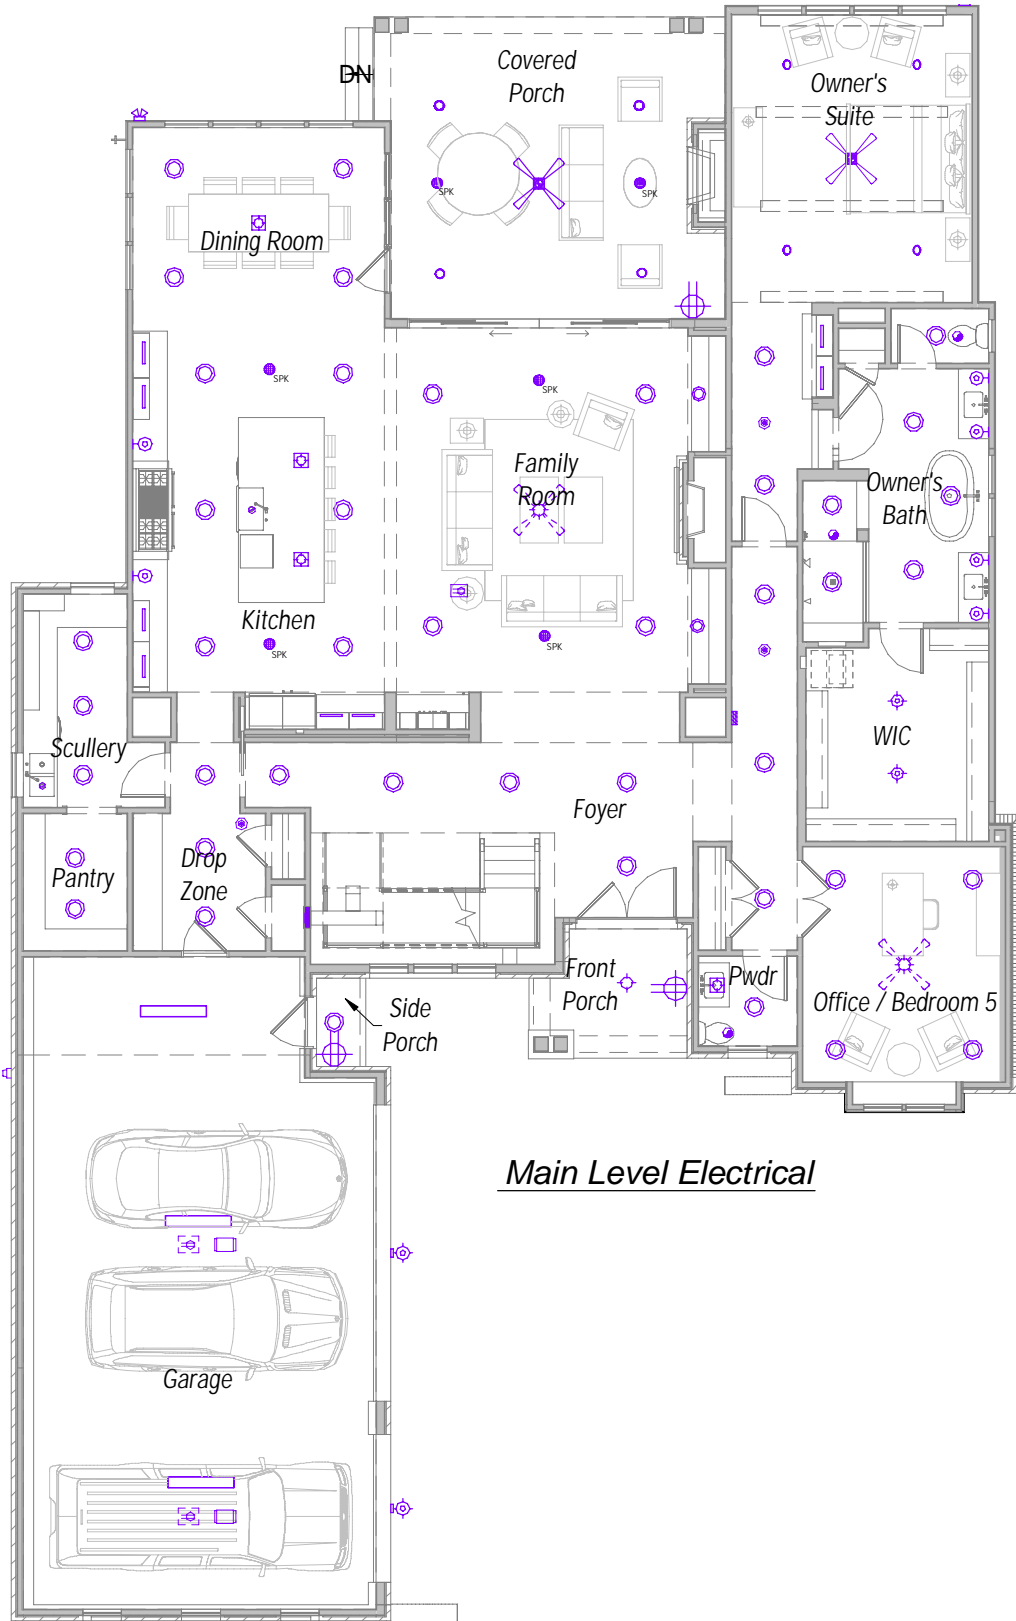 Covered
Porch
Owner's
Suite
DN
SPK
SPK
Dining Room
SPK
SPK
Family
Room
Owner's
Bath
Kitchen
SPK
SPK
Scullery
WIC
Foyer
Drop
Zone
Pantry
Front
Porch
Pwdr
Side
Porch
Office / Bedroom 5
Main Level Electrical
Garage